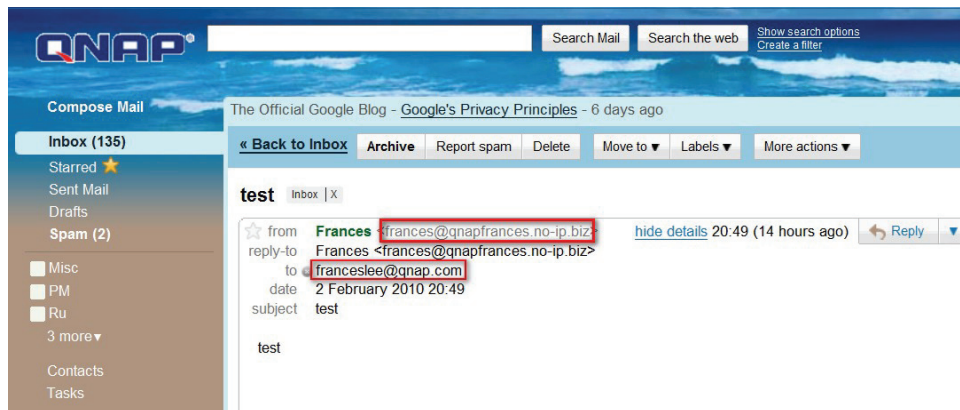 QNAP®
Search Mail Search the web Show search options
Create a filter
Compose Mail
Inbox (135)
Starred
Sent Mail
Drafts
Spam (2)
Misc
PM
Ru
3 more▼
Contacts
Tasks
The Official Google Blog - Google's Privacy Principles - 6 days ago
« Back to Inbox Archive Report spam Delete Move to ▼ Labels ▼ More actions ▼
test Inbox | X
from Frances <frances@qnapfrances.no-ip.biz> hide details 20:49 (14 hours ago) Reply ▼
reply-to Frances <frances@qnapfrances.no-ip.biz>
to franceslee@qnap.com
date 2 February 2010 20:49
subject test
test